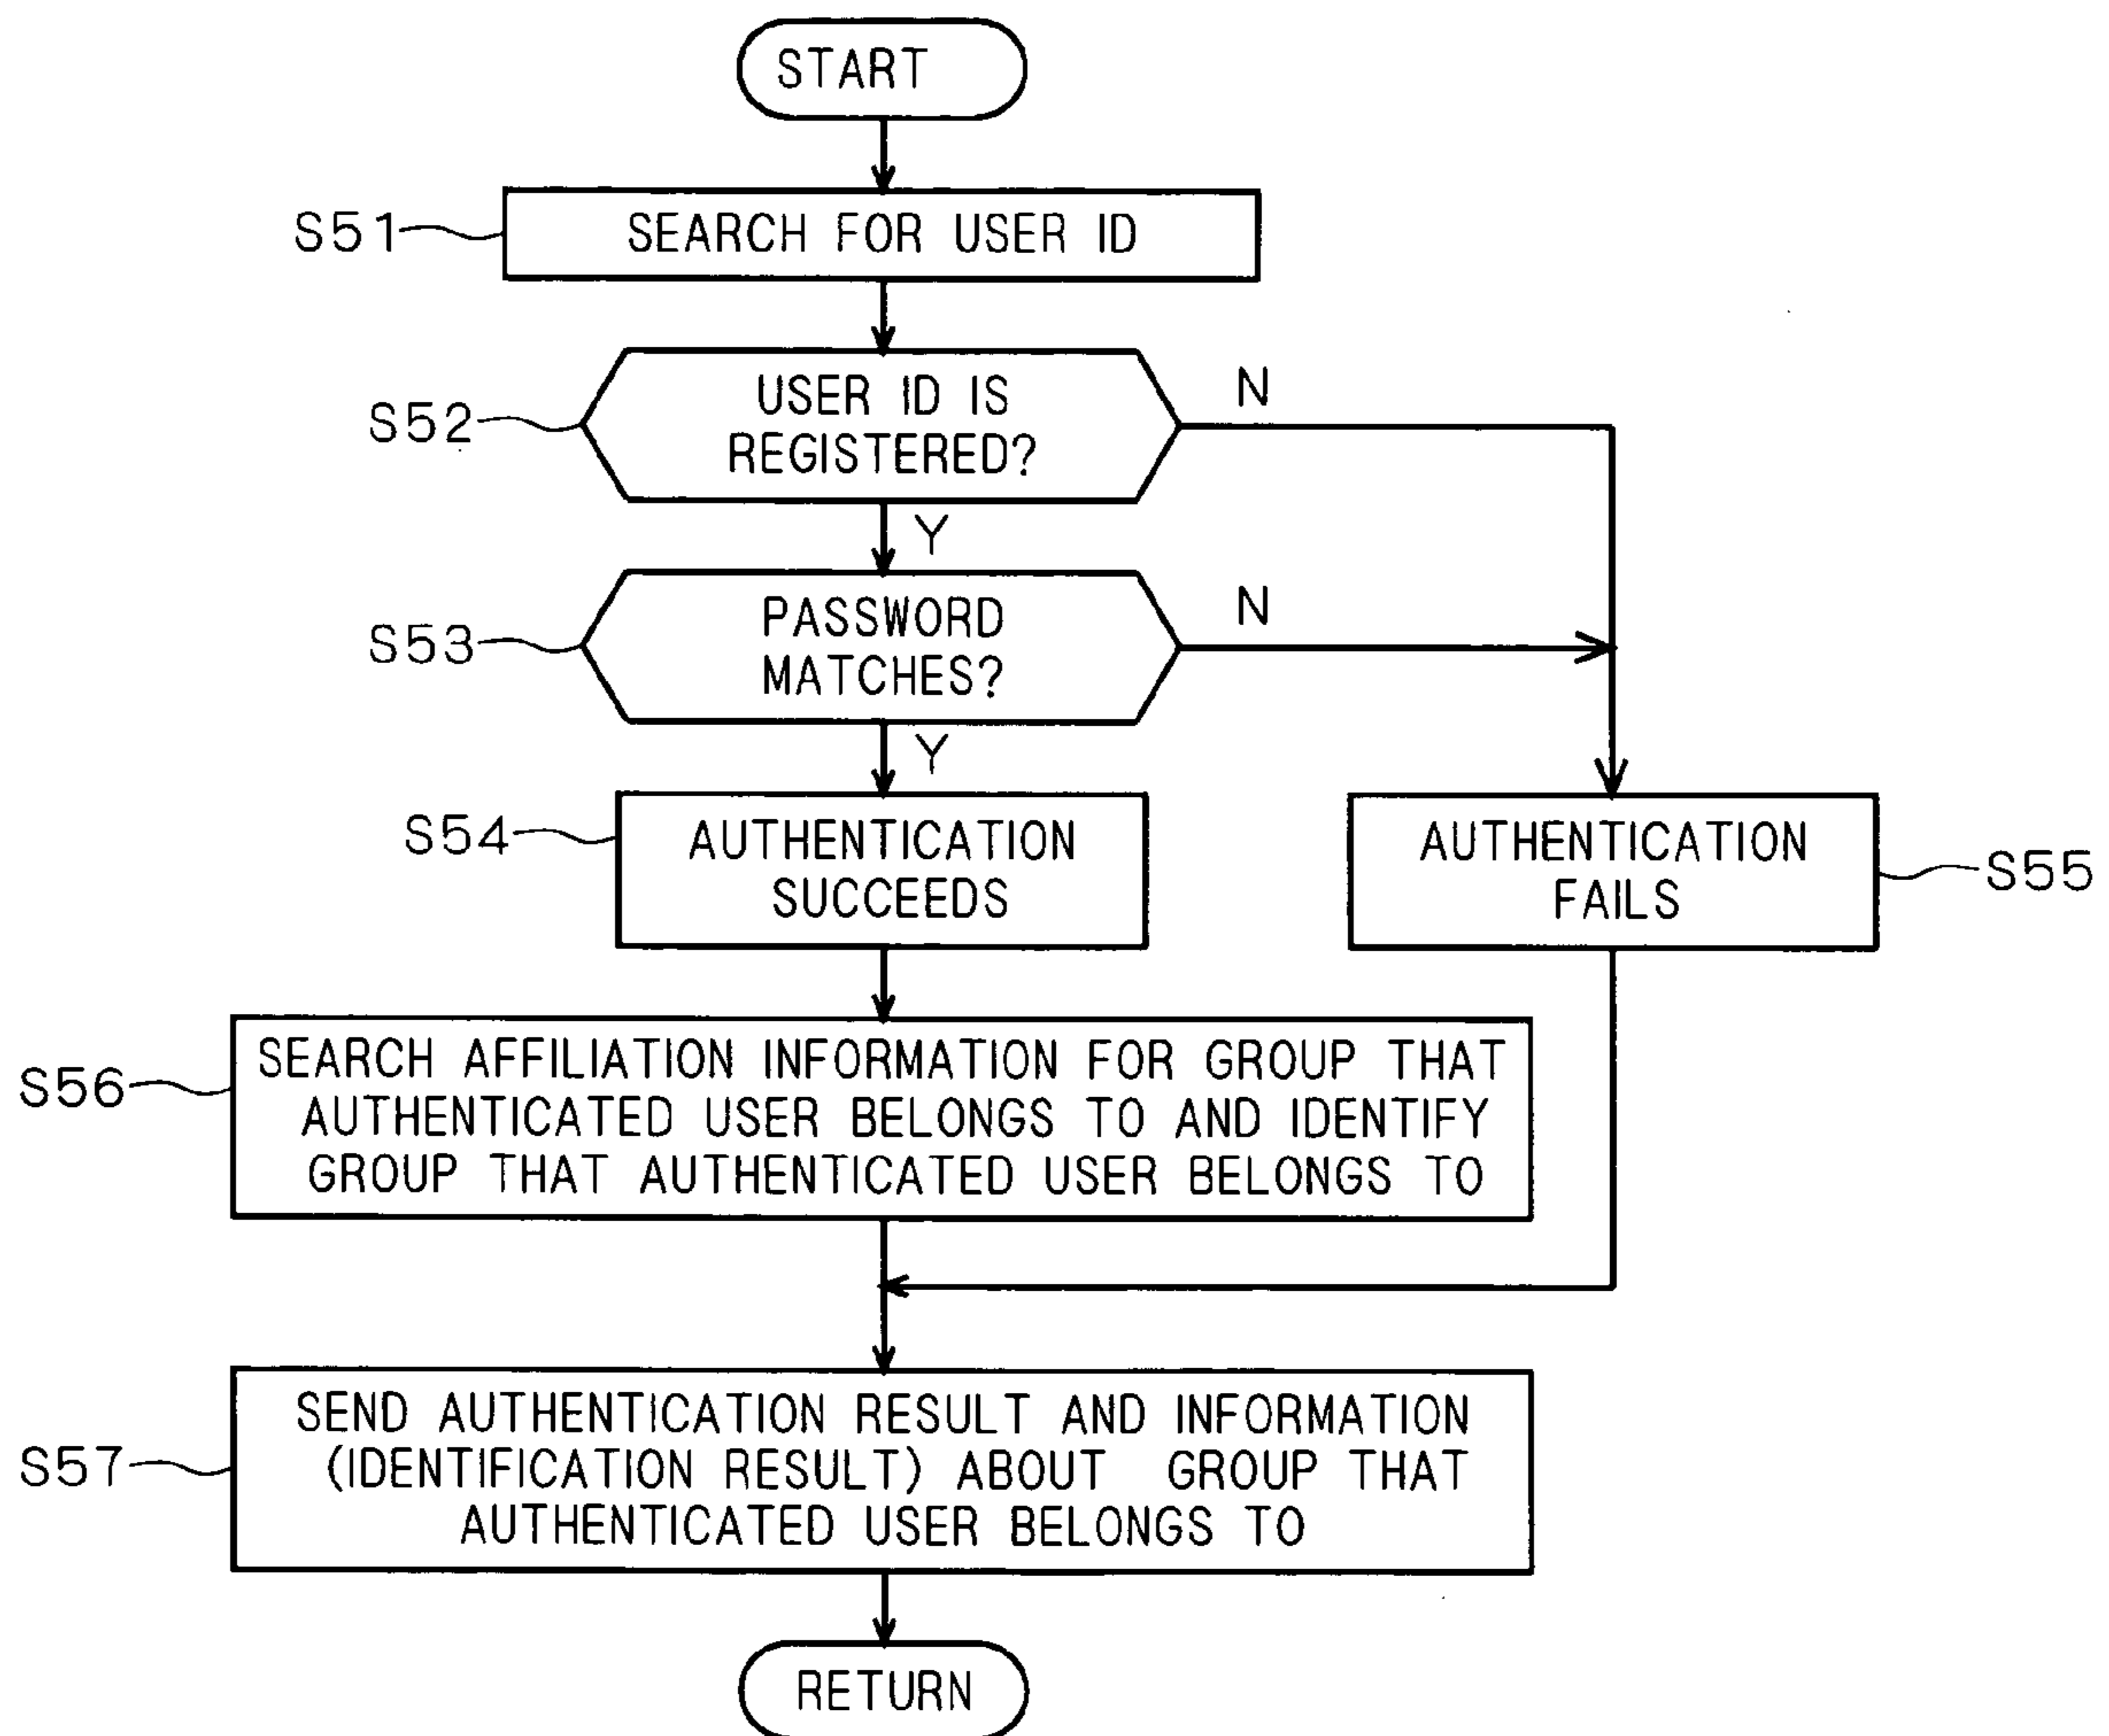 START
S51
SEARCH FOR USER ID
S52
USER ID IS
REGISTERED?
N
Y
S53
PASSWORD
MATCHES?
N
Y
S54
AUTHENTICATION
SUCCEEDS
AUTHENTICATION
FAILS
S55
S56
SEARCH AFFILIATION INFORMATION FOR GROUP THAT
AUTHENTICATED USER BELONGS TO AND IDENTIFY
GROUP THAT AUTHENTICATED USER BELONGS TO
S57
SEND AUTHENTICATION RESULT AND INFORMATION
(IDENTIFICATION RESULT) ABOUT GROUP THAT
AUTHENTICATED USER BELONGS TO
RETURN